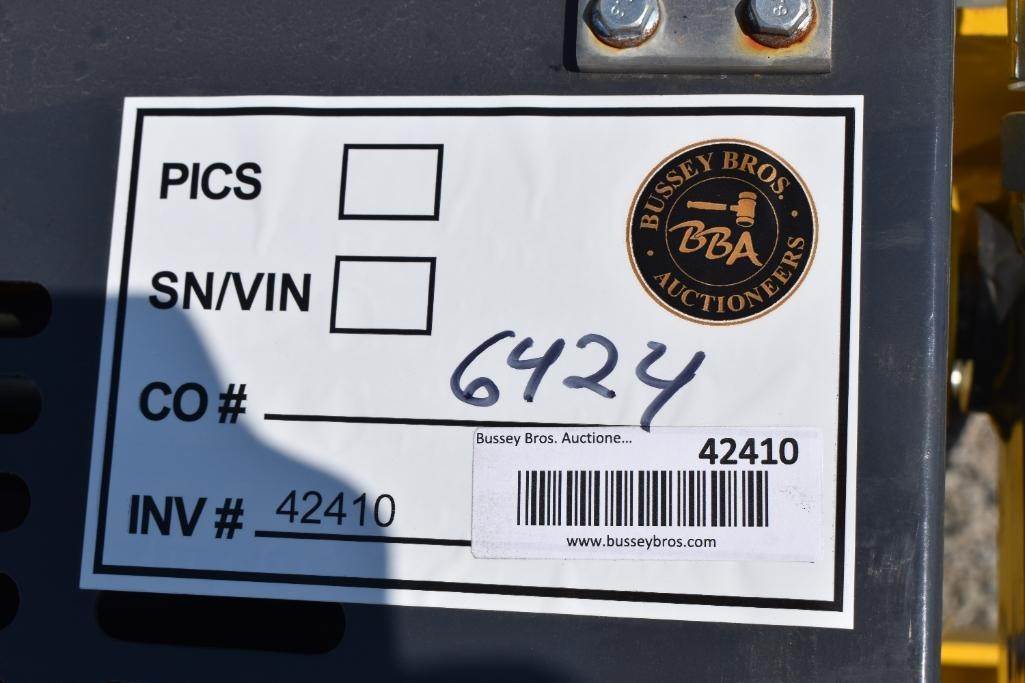 PICS
BUSSEY BROS.
BBA
AUCTIONEERS
SN/VIN
CO # 6424
Bussey Bros. Auctione...
42410
INV # 42410
www.busseybros.com